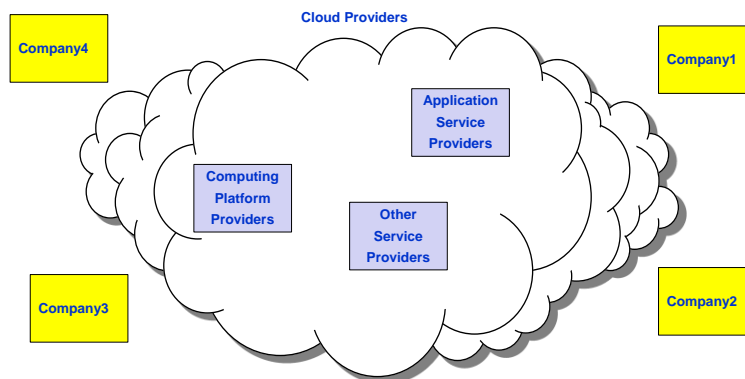 Cloud Providers
Company4
Company1
Application
Service
Providers
Computing
Platform
Providers
Other
Service
Providers
Company3
Company2